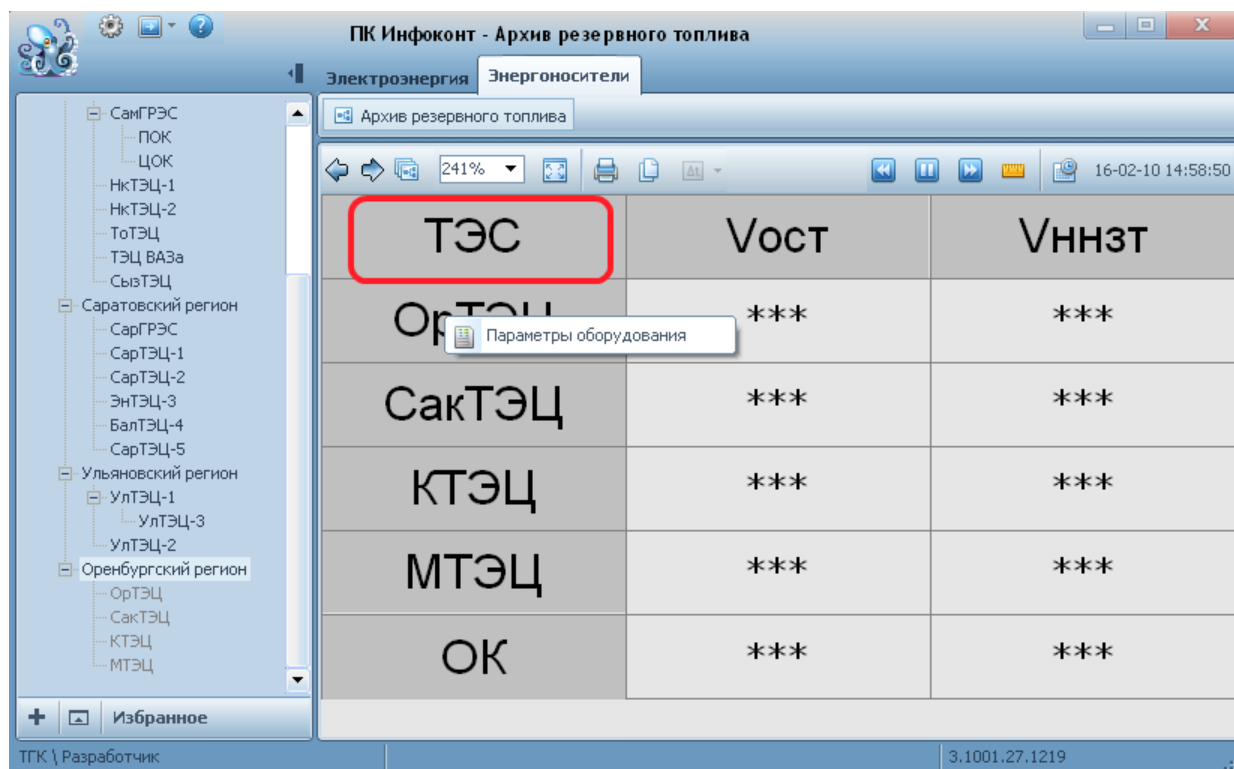 ПК Инфоконт - Архив резервного топлива
Электроэнергия Энергоносители
Архив резервного топлива
241% Δt 16-02-10 14:58:50
СамГРЭС
ПОК
ЦОК
НкТЭЦ-1
НкТЭЦ-2
ТоТЭЦ
ТЭЦ ВАЗа
СызТЭЦ
Саратовский регион
СарГРЭС
СарТЭЦ-1
СарТЭЦ-2
ЭнТЭЦ-3
БалТЭЦ-4
СарТЭЦ-5
Ульяновский регион
УлТЭЦ-1
УлТЭЦ-3
УлТЭЦ-2
Оренбургский регион
ОрТЭЦ
СакТЭЦ
КТЭЦ
МТЭЦ
Избранное
ТЭС Vост Vннзт
ОрТЭЦ *** ***
Параметры оборудования
СакТЭЦ *** ***
КТЭЦ *** ***
МТЭЦ *** ***
ОК *** ***
ТГК \ Разработчик 3.1001.27.1219